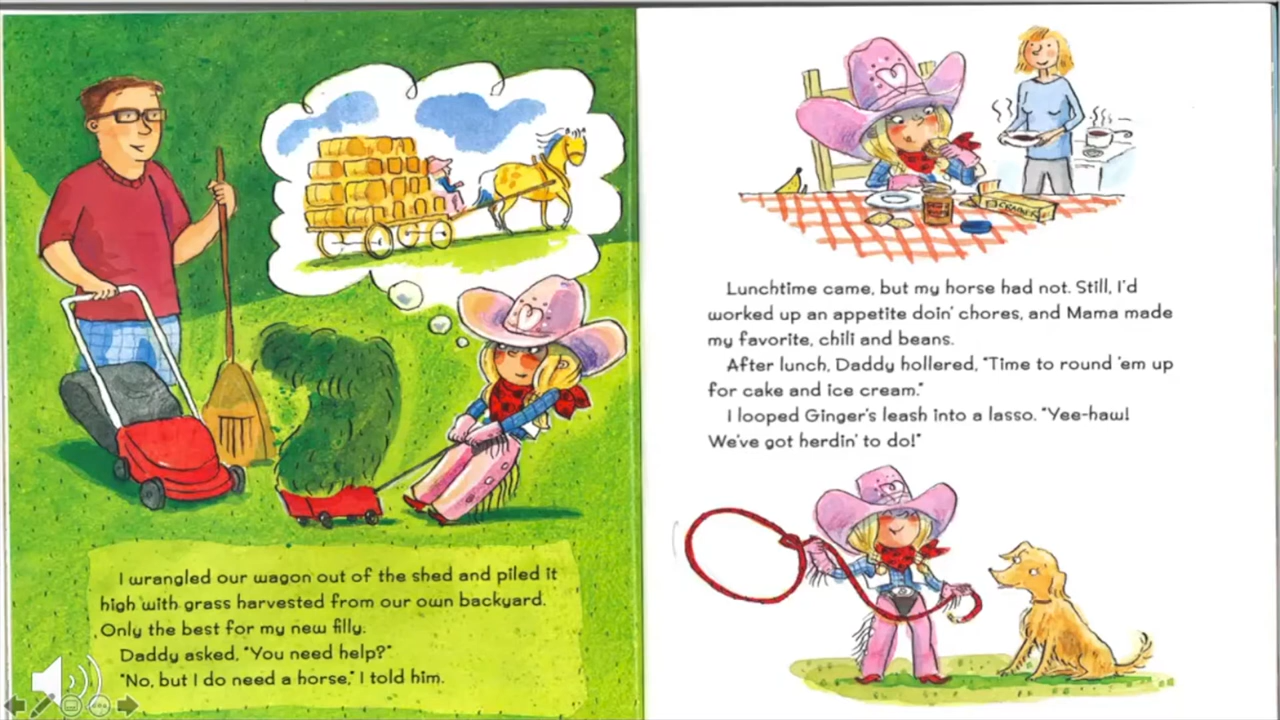 I wrangled our wagon out of the shed and piled it
high with grass harvested from our own backyard.
Only the best for my new filly.
Daddy asked, "You need help?"
"No, but I do need a horse," I told him.
CRACKERS
Lunchtime came, but my horse had not. Still, I'd
worked up an appetite doin' chores, and Mama made
my favorite, chili and beans.
After lunch, Daddy hollered, "Time to round 'em up
for cake and ice cream."
I looped Ginger's leash into a lasso. "Yee-haw!
We've got herdin' to do!"